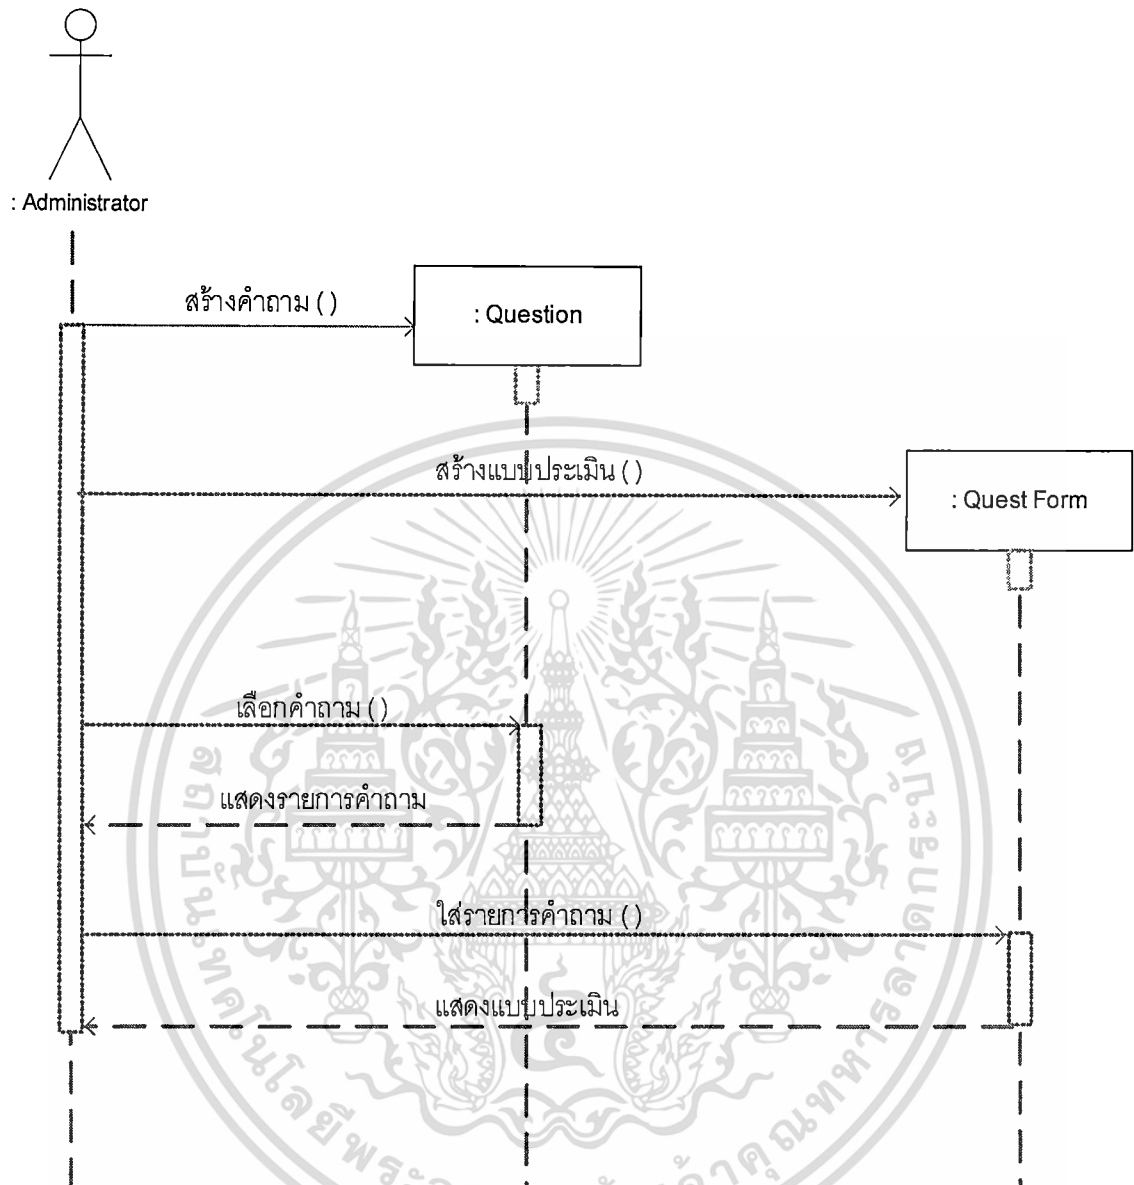 : Administrator
สร้างคำถาม ( )
: Question
สร้างแบบประเมิน ( )
: Quest Form
เลือกคำถาม ( )
แสดงรายการคำถาม
ใส่รายการคำถาม ( )
แสดงแบบประเมิน